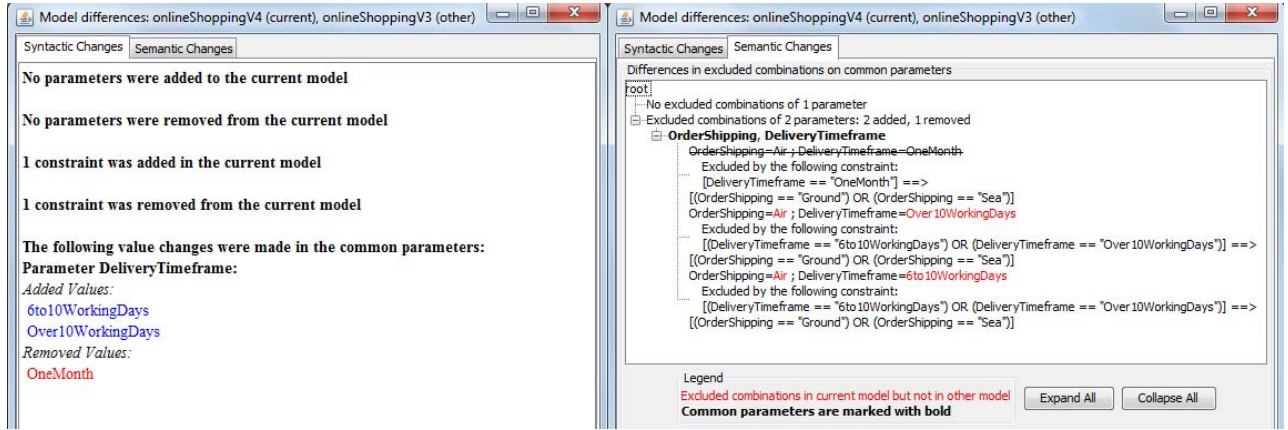 Model differences: onlineShoppingV4 (current), onlineShoppingV3 (other)
Syntactic Changes Semantic Changes
No parameters were added to the current model
No parameters were removed from the current model
1 constraint was added in the current model
1 constraint was removed from the current model
The following value changes were made in the common parameters:
Parameter DeliveryTimeframe:
Added Values:
6to10WorkingDays
Over10WorkingDays
Removed Values:
OneMonth
Model differences: onlineShoppingV4 (current), onlineShoppingV3 (other)
Syntactic Changes Semantic Changes
Differences in excluded combinations on common parameters
root
No excluded combinations of 1 parameter
Excluded combinations of 2 parameters: 2 added, 1 removed
OrderShipping, DeliveryTimeframe
OrderShipping=Air ; DeliveryTimeframe=OneMonth
Excluded by the following constraint:
[DeliveryTimeframe == "OneMonth"] ==>
[(OrderShipping == "Ground") OR (OrderShipping == "Sea")]
OrderShipping=Air ; DeliveryTimeframe=Over10WorkingDays
Excluded by the following constraint:
[(DeliveryTimeframe == "6to10WorkingDays") OR (DeliveryTimeframe == "Over10WorkingDays")] ==>
[(OrderShipping == "Ground") OR (OrderShipping == "Sea")]
OrderShipping=Air ; DeliveryTimeframe=6to10WorkingDays
Excluded by the following constraint:
[(DeliveryTimeframe == "6to10WorkingDays") OR (DeliveryTimeframe == "Over10WorkingDays")] ==>
[(OrderShipping == "Ground") OR (OrderShipping == "Sea")]
Legend
Excluded combinations in current model but not in other model
Common parameters are marked with bold
Expand All Collapse All